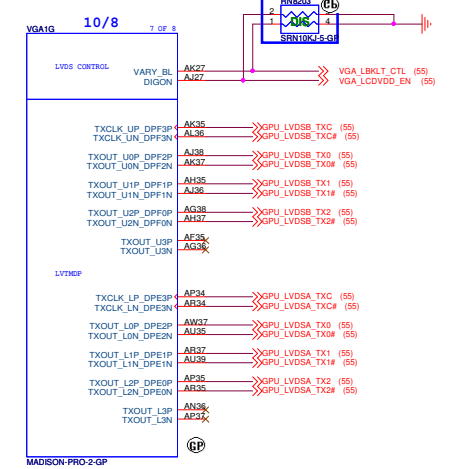 RN8203
2
1
4
DIS
SRN10KJ-5-GP
VGA1G 10/8 7 OF 8
LVDS CONTROL
VARY_BL AK27 VGA_LBKLT_CTL (55)
DIGON AJ27 VGA_LCDVDD_EN (55)
TXCLK_UP_DPF3P AK35 GPU_LVDSB_TXC (55)
TXCLK_UN_DPF3N AL36 GPU_LVDSB_TXC# (55)
TXOUT_U0P_DPF2P AJ38 GPU_LVDSB_TX0 (55)
TXOUT_U0N_DPF2N AK37 GPU_LVDSB_TX0# (55)
TXOUT_U1P_DPF1P AH35 GPU_LVDSB_TX1 (55)
TXOUT_U1N_DPF1N AJ36 GPU_LVDSB_TX1# (55)
TXOUT_U2P_DPF0P AG38 GPU_LVDSB_TX2 (55)
TXOUT_U2N_DPF0N AH37 GPU_LVDSB_TX2# (55)
TXOUT_U3P AF35
TXOUT_U3N AG36
LVTMDP
TXCLK_LP_DPE3P AP34 GPU_LVDSA_TXC (55)
TXCLK_LN_DPE3N AR34 GPU_LVDSA_TXC# (55)
TXOUT_L0P_DPE2P AW37 GPU_LVDSA_TX0 (55)
TXOUT_L0N_DPE2N AU35 GPU_LVDSA_TX0# (55)
TXOUT_L1P_DPE1P AR37 GPU_LVDSA_TX1 (55)
TXOUT_L1N_DPE1N AU39 GPU_LVDSA_TX1# (55)
TXOUT_L2P_DPE0P AP35 GPU_LVDSA_TX2 (55)
TXOUT_L2N_DPE0N AR35 GPU_LVDSA_TX2# (55)
TXOUT_L3P AN36
TXOUT_L3N AP37
GP
MADISON-PRO-2-GP